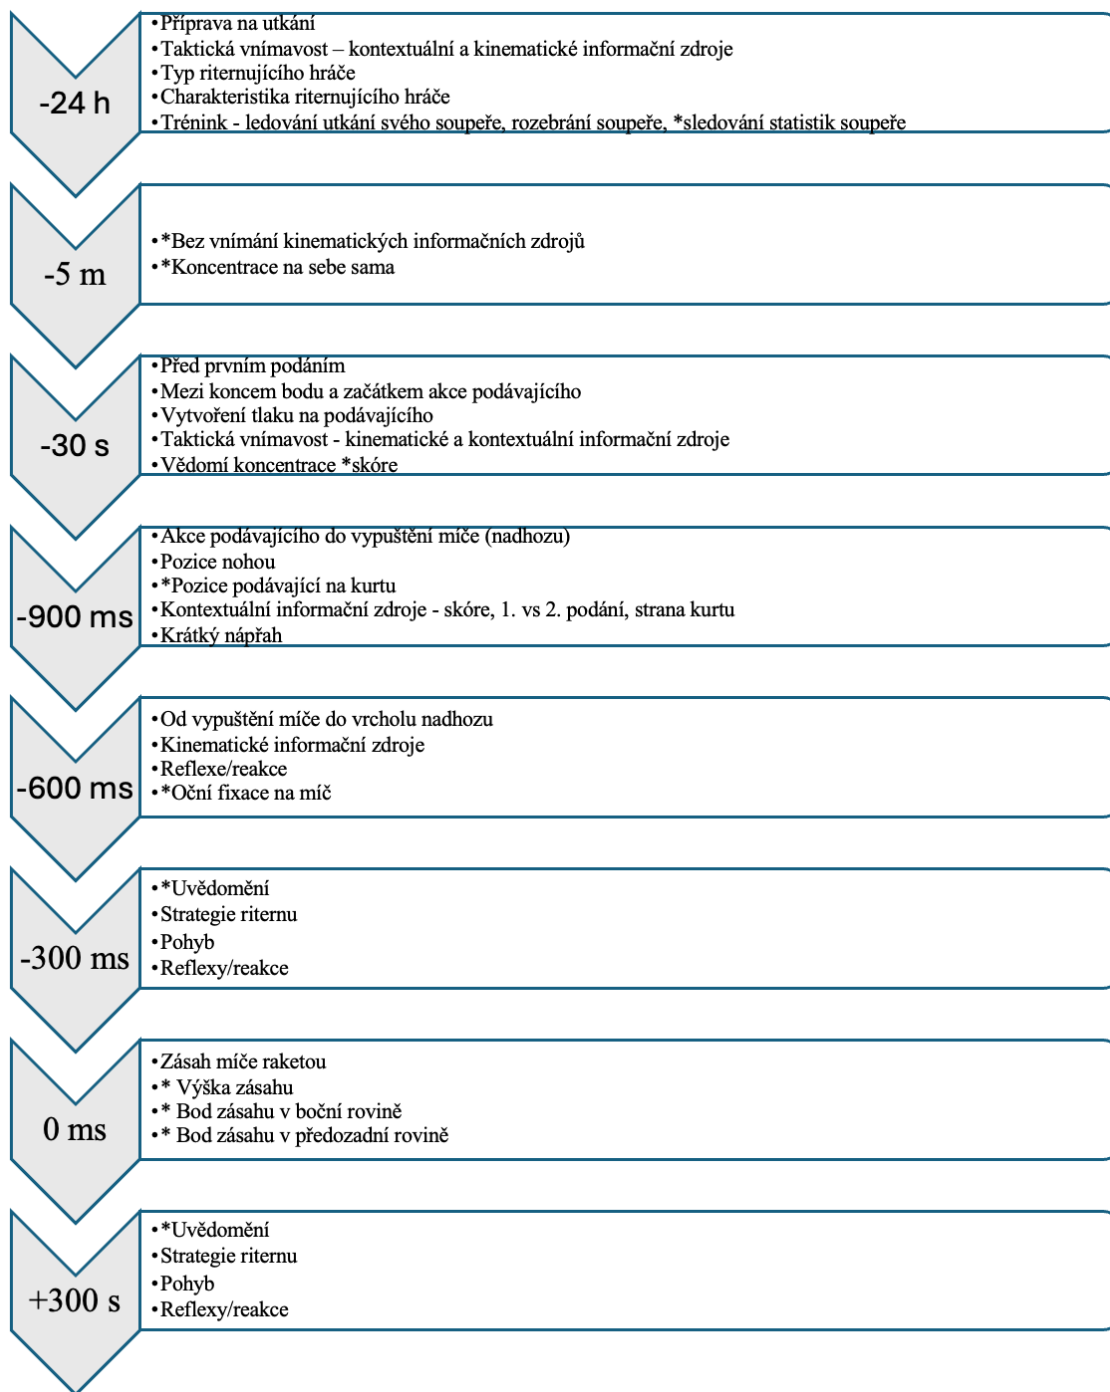 -24 h
•Příprava na utkání
•Taktická vnímavost – kontextuální a kinematické informační zdroje
•Typ riternujícího hráče
•Charakteristika riternujícího hráče
•Trénink - ledování utkání svého soupeře, rozebrání soupeře, *sledování statistik soupeře
-5 m
•*Bez vnímání kinematických informačních zdrojů
•*Koncentrace na sebe sama
-30 s
•Před prvním podáním
•Mezi koncem bodu a začátkem akce podávajícího
•Vytvoření tlaku na podávajícího
•Taktická vnímavost - kinematické a kontextuální informační zdroje
•Vědomí koncentrace *skóre
-900 ms
•Akce podávajícího do vypuštění míče (nadhozu)
•Pozice nohou
•*Pozice podávající na kurtu
•Kontextuální informační zdroje - skóre, 1. vs 2. podání, strana kurtu
•Krátký nápřah
-600 ms
•Od vypuštění míče do vrcholu nadhozu
•Kinematické informační zdroje
•Reflexe/reakce
•*Oční fixace na míč
-300 ms
•*Uvědomění
•Strategie riternu
•Pohyb
•Reflexy/reakce
0 ms
•Zásah míče raketou
•* Výška zásahu
•* Bod zásahu v boční rovině
•* Bod zásahu v předozadní rovině
+300 s
•*Uvědomění
•Strategie riternu
•Pohyb
•Reflexy/reakce